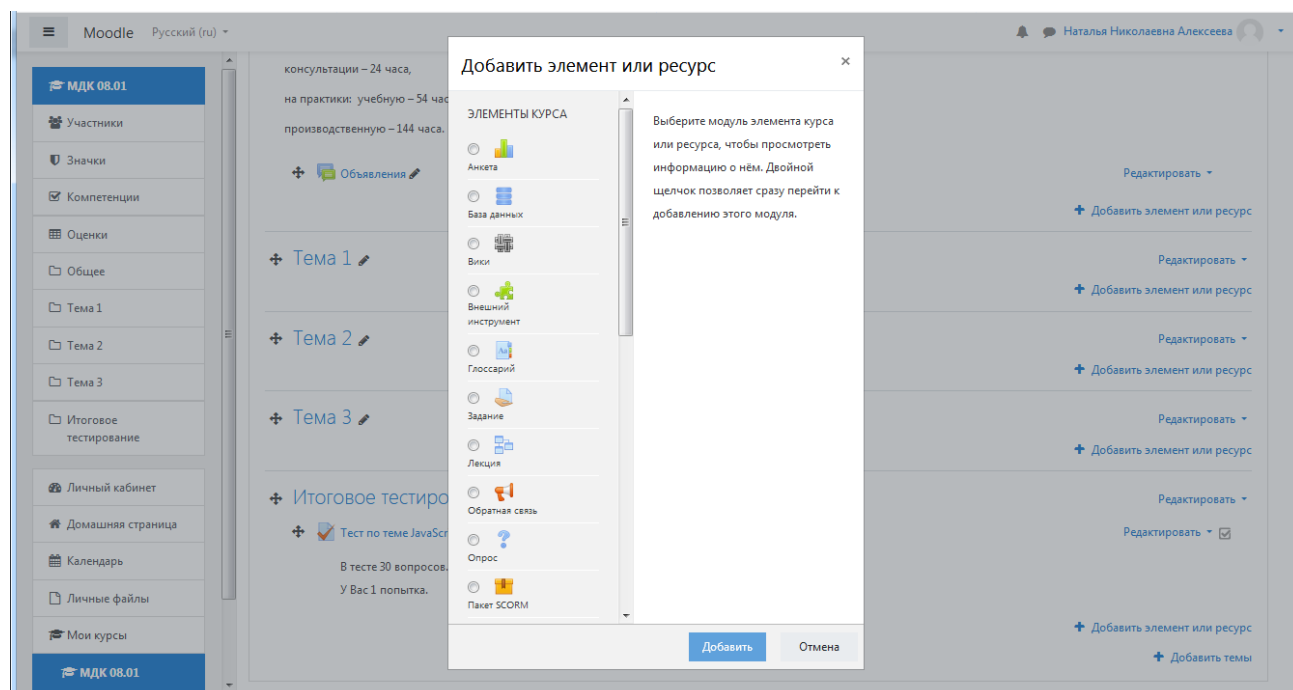 Moodle Русский (ru)
Наталья Николаевна Алексеева
МДК 08.01
Участники
Значки
Компетенции
Оценки
Общее
Тема 1
Тема 2
Тема 3
Итоговое
тестирование
Личный кабинет
Домашняя страница
Календарь
Личные файлы
Мои курсы
МДК 08.01
консультации – 24 часа,
на практики: учебную – 54 час
производственную – 144 часа.
Объявления
Редактировать
Добавить элемент или ресурс
Тема 1
Редактировать
Добавить элемент или ресурс
Тема 2
Редактировать
Добавить элемент или ресурс
Тема 3
Редактировать
Добавить элемент или ресурс
Итоговое тестиро
Редактировать
Тест по теме JavaScr
Редактировать
В тесте 30 вопросов.
У Вас 1 попытка.
Добавить элемент или ресурс
Добавить темы
Добавить элемент или ресурс
×
ЭЛЕМЕНТЫ КУРСА
Анкета
База данных
Вики
Внешний
инструмент
Глоссарий
Задание
Лекция
Обратная связь
Опрос
Пакет SCORM
Выберите модуль элемента курса
или ресурса, чтобы просмотреть
информацию о нём. Двойной
щелчок позволяет сразу перейти к
добавлению этого модуля.
Добавить Отмена